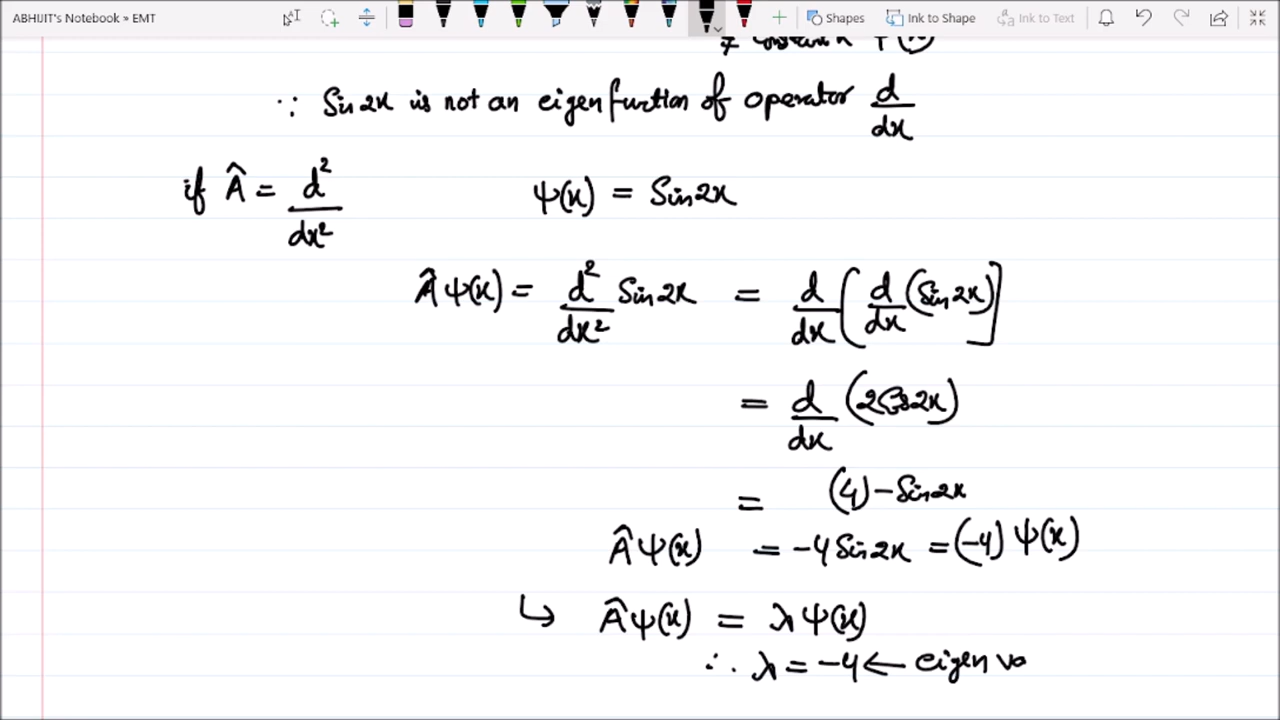 ABHIJIT's Notebook » EMT
Shapes Ink to Shape Ink to Text
∵ Sin2x is not an eigenfunction of operator d/dx
if Â = d²/dx² ψ(x) = Sin2x
Âψ(x) = d²/dx² Sin2x = d/dx ( d/dx (Sin2x) ]
= d/dx (2Cos2x)
= (4) -Sin2x
Âψ(x) = -4Sin2x = (-4) ψ(x)
↳ Âψ(x) = λψ(x)
∴ λ = -4 ← eigen va